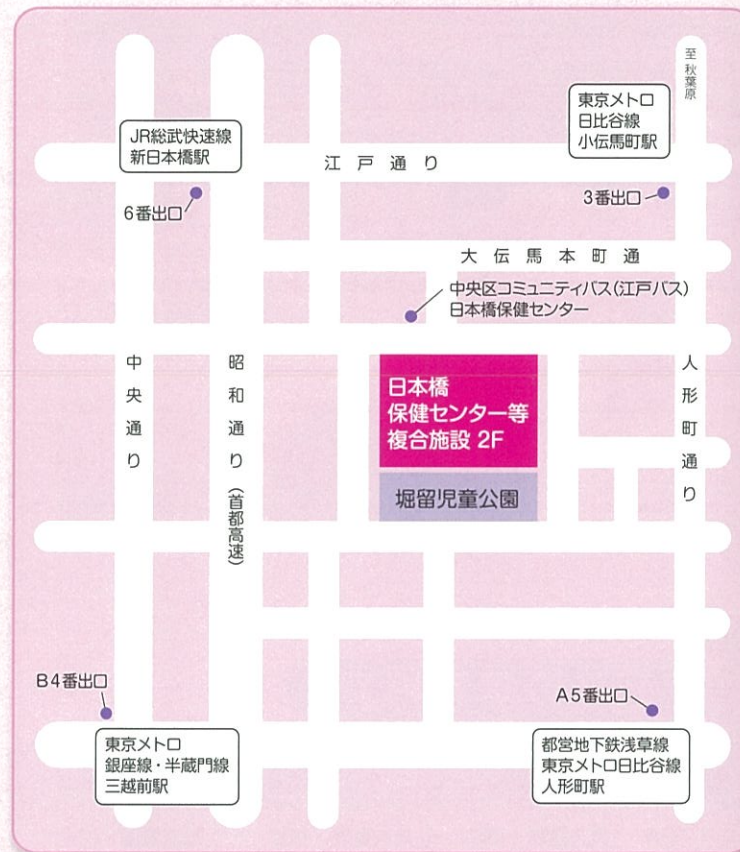 至秋葉原
東京メトロ
日比谷線
小伝馬町駅
JR総武快速線
新日本橋駅
江戸通り
6番出口
3番出口
大伝馬本町通
中央区コミュニティバス(江戸バス)
日本橋保健センター
中央通り
昭和通り(首都高速)
人形町通り
日本橋
保健センター等
複合施設 2F
堀留児童公園
B4番出口
A5番出口
東京メトロ
銀座線・半蔵門線
三越前駅
都営地下鉄浅草線
東京メトロ日比谷線
人形町駅